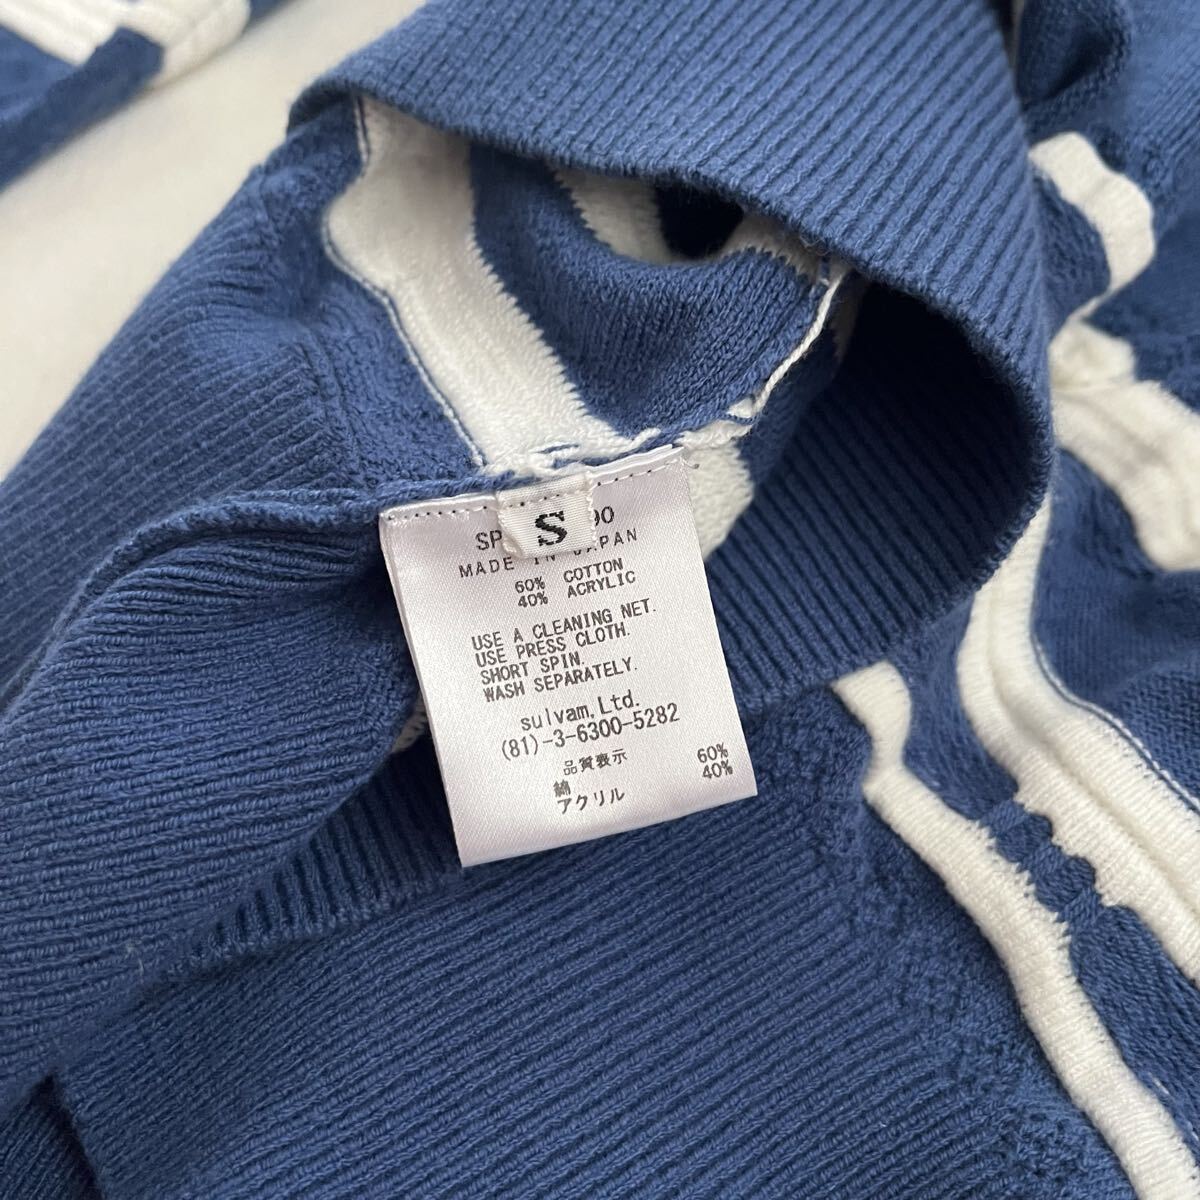 S
SP 90
MADE IN JAPAN
60% COTTON
40% ACRYLIC
USE A CLEANING NET.
USE PRESS CLOTH.
SHORT SPIN.
WASH SEPARATELY.
sulvam,Ltd.
(81)-3-6300-5282
品質表示
綿 60%
アクリル 40%